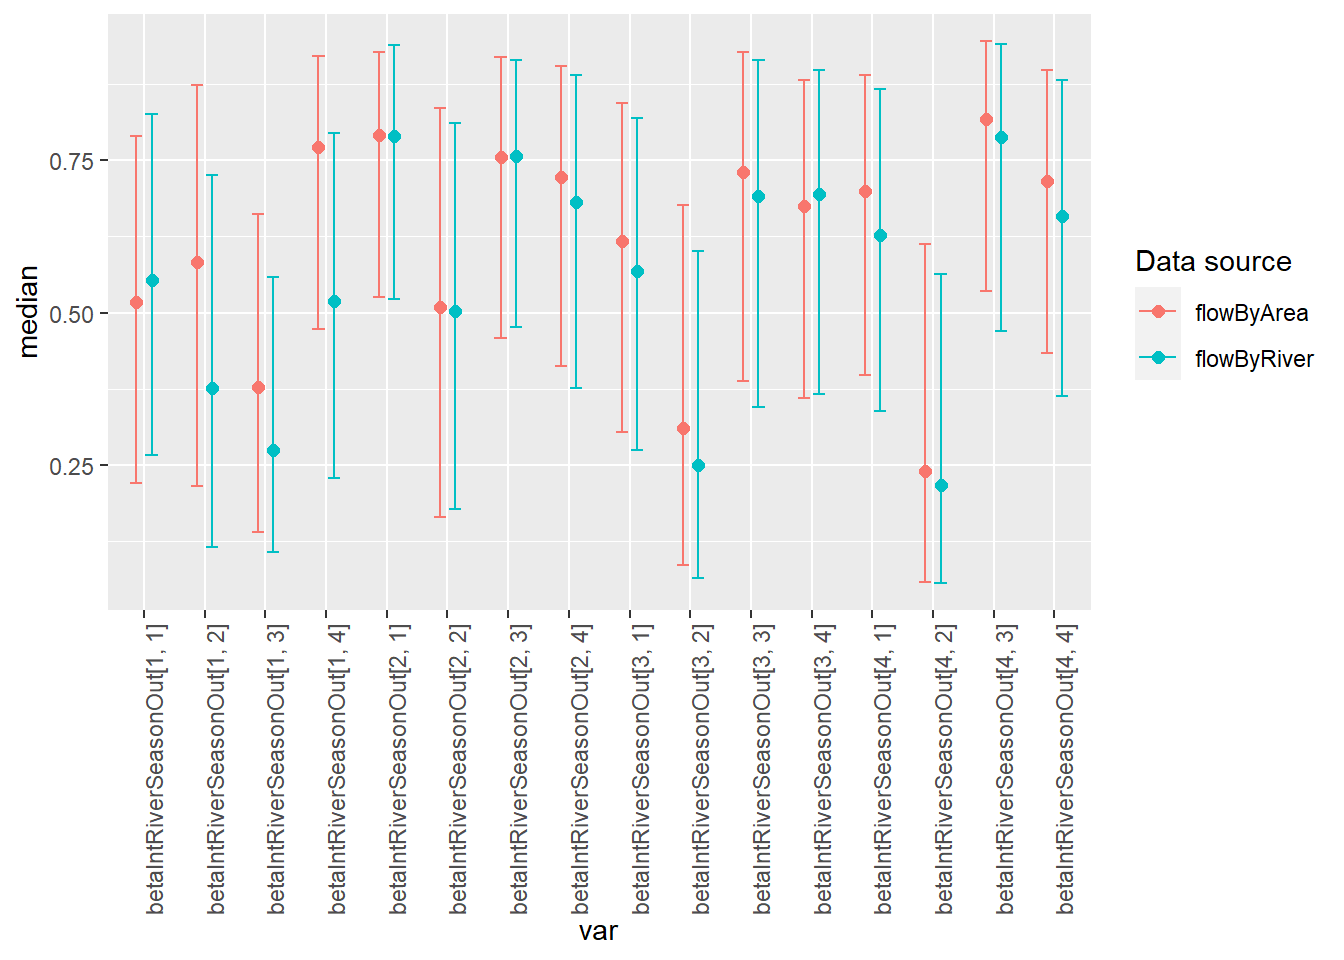 median
0.75
0.50
0.25
betaIntRiverSeasonOut[1, 1]
betaIntRiverSeasonOut[1, 2]
betaIntRiverSeasonOut[1, 3]
betaIntRiverSeasonOut[1, 4]
betaIntRiverSeasonOut[2, 1]
betaIntRiverSeasonOut[2, 2]
betaIntRiverSeasonOut[2, 3]
betaIntRiverSeasonOut[2, 4]
betaIntRiverSeasonOut[3, 1]
betaIntRiverSeasonOut[3, 2]
betaIntRiverSeasonOut[3, 3]
betaIntRiverSeasonOut[3, 4]
betaIntRiverSeasonOut[4, 1]
betaIntRiverSeasonOut[4, 2]
betaIntRiverSeasonOut[4, 3]
betaIntRiverSeasonOut[4, 4]
var
Data source
flowByArea
flowByRiver